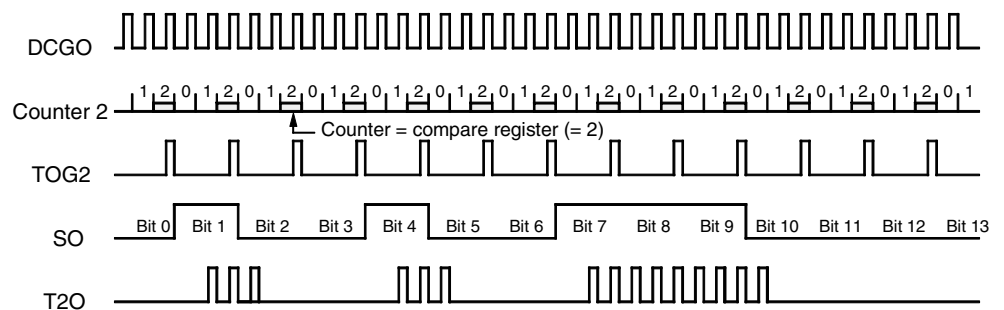 DCGO
1 2 0 1 2 0 1 2 0 1 2 0 1 2 0 1 2 0 1 2 0 1 2 0 1 2 0 1 2 0 1 2 0 1 2 0 1 2 0 1
Counter 2
Counter = compare register (= 2)
TOG2
SO Bit 0 Bit 1 Bit 2 Bit 3 Bit 4 Bit 5 Bit 6 Bit 7 Bit 8 Bit 9 Bit 10 Bit 11 Bit 12 Bit 13
T2O